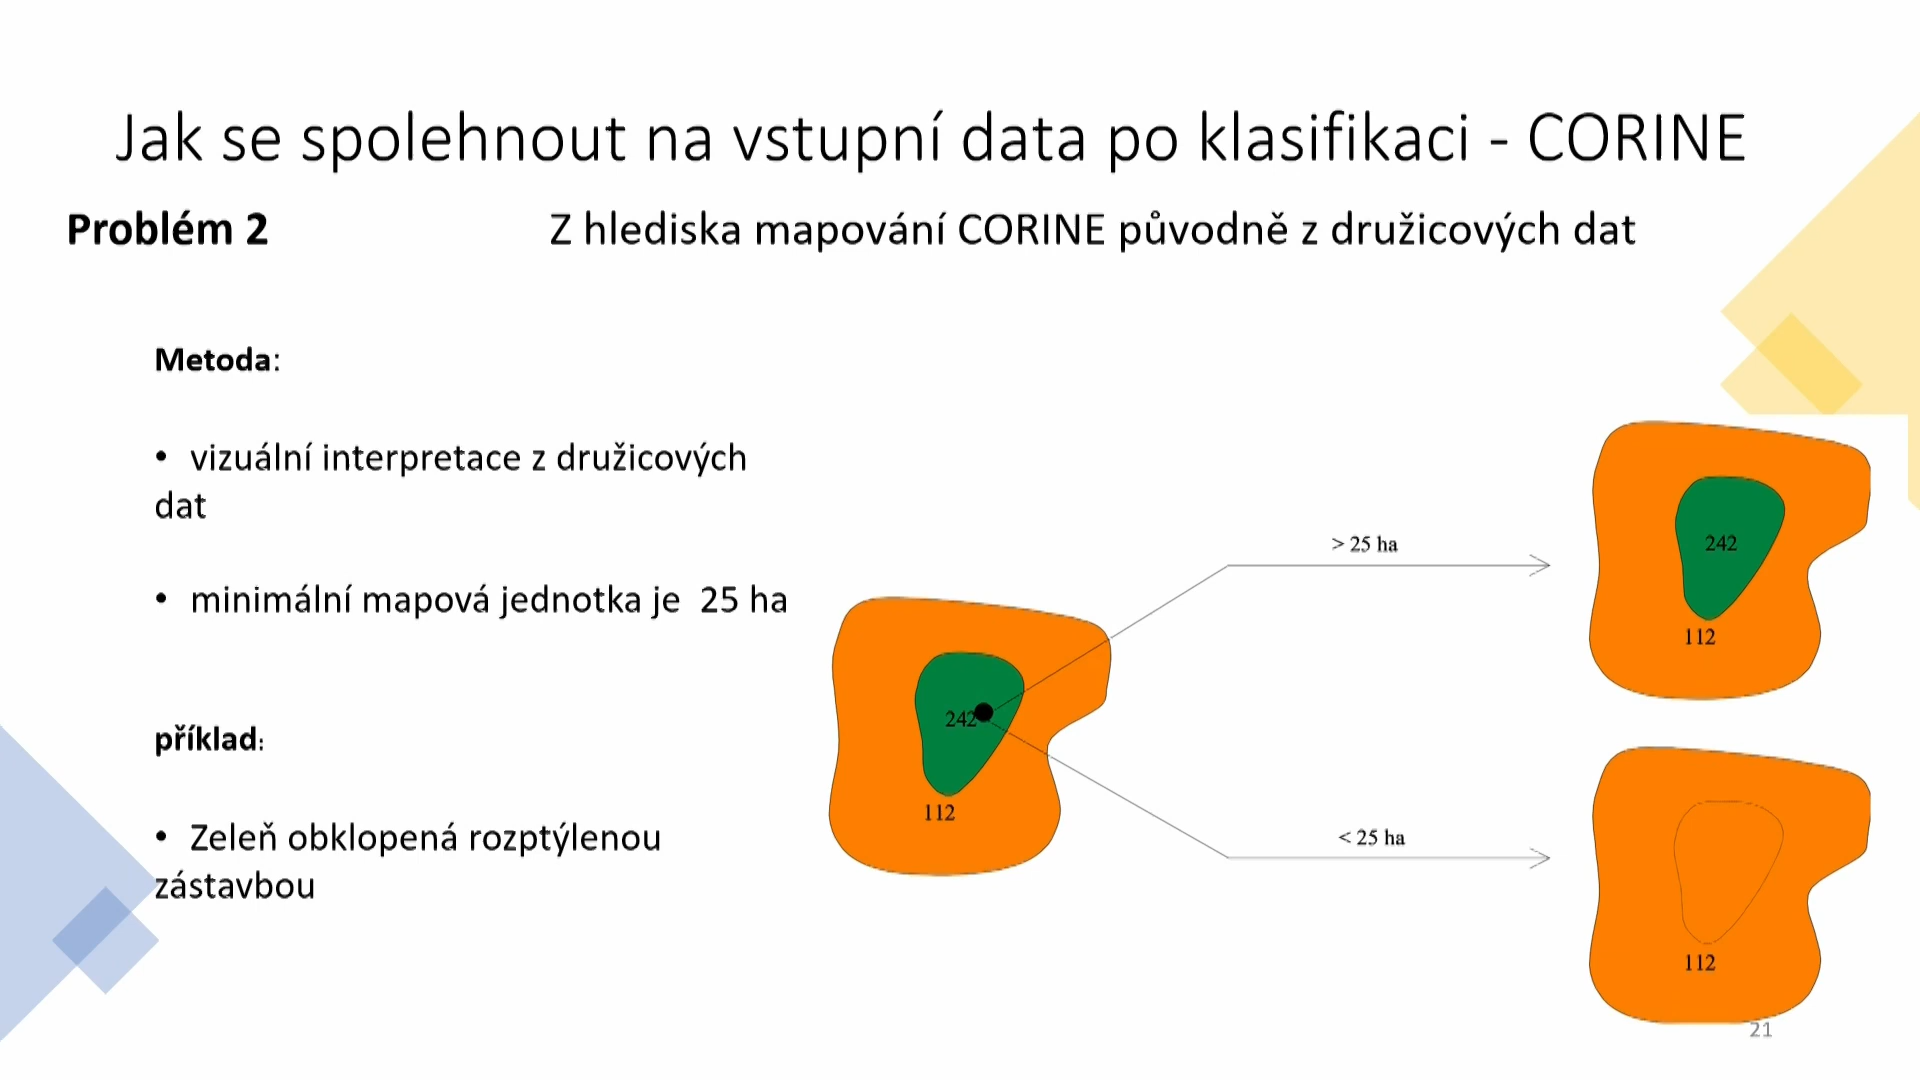 Jak se spolehnout na vstupní data po klasifikaci - CORINE
Problém 2
Z hlediska mapování CORINE původně z družicových dat
Metoda:
• vizuální interpretace z družicových
dat
• minimální mapová jednotka je 25 ha
příklad:
• Zeleň obklopená rozptýlenou
zástavbou
242
112
> 25 ha
< 25 ha
242
112
112
21